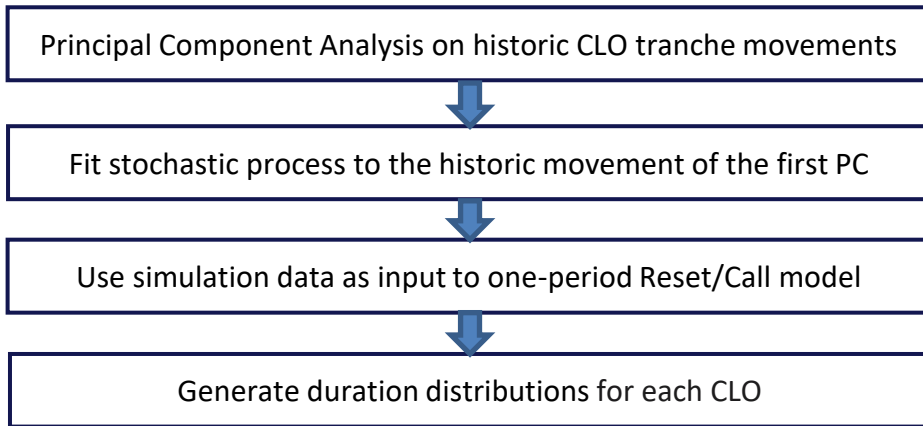 Principal Component Analysis on historic CLO tranche movements
Fit stochastic process to the historic movement of the first PC
Use simulation data as input to one-period Reset/Call model
Generate duration distributions for each CLO